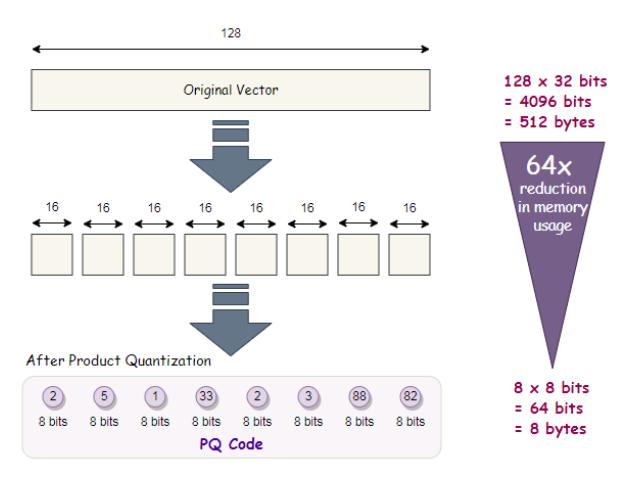 128
Original Vector
128 x 32 bits
= 4096 bits
= 512 bytes
64x
reduction
in memory
usage
16 16 16 16 16 16 16 16
After Product Quantization
2 5 1 33 2 3 88 82
8 bits 8 bits 8 bits 8 bits 8 bits 8 bits 8 bits 8 bits
PQ Code
8 x 8 bits
= 64 bits
= 8 bytes